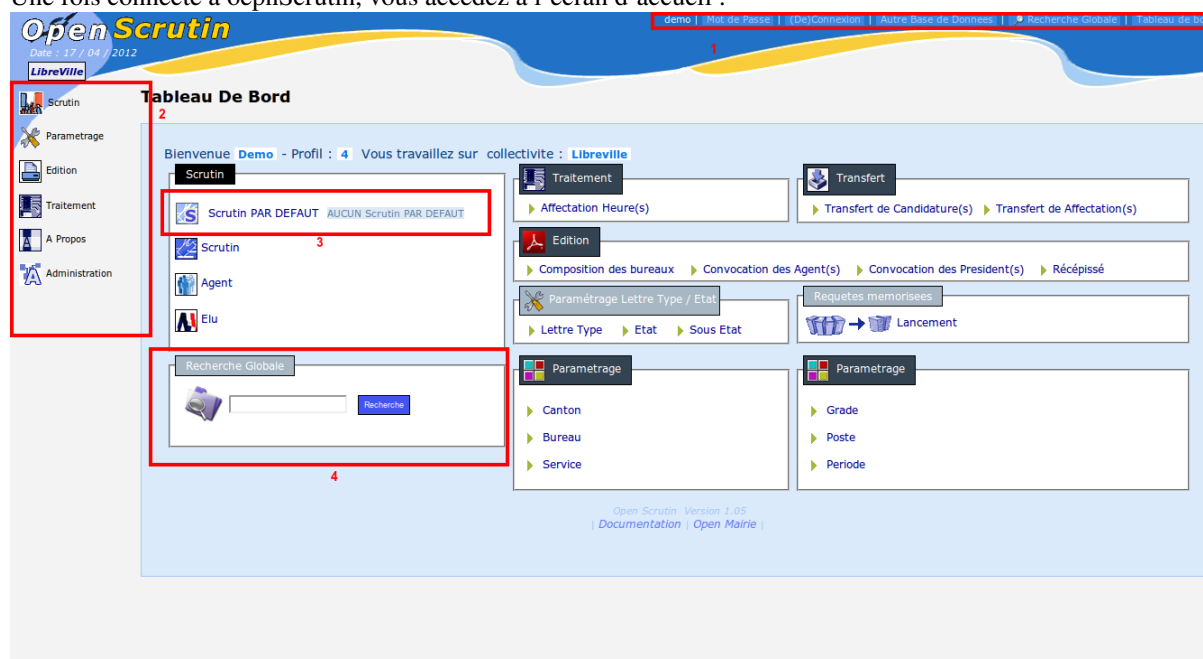 Une fois connecté à oepnScrutin, vous accédez à l'écran d'accueil :
Open Scrutin
demo | Mot de Passe | (De)Connexion | Autre Base de Donnees | Recherche Globale | Tableau de bo
1
Date : 17 / 04 / 2012
LibreVille
Scrutin
Parametrage
Edition
Traitement
A Propos
Administration
2
Tableau De Bord
Bienvenue Demo - Profil : 4 Vous travaillez sur collectivite : Libreville
Scrutin
Scrutin PAR DEFAUT AUCUN Scrutin PAR DEFAUT
3
Scrutin
Agent
Elu
Recherche Globale
Recherche
4
Traitement
Affectation Heure(s)
Transfert
Transfert de Candidature(s) Transfert de Affectation(s)
Edition
Composition des bureaux Convocation des Agent(s) Convocation des President(s) Récépissé
Paramétrage Lettre Type / Etat
Lettre Type Etat Sous Etat
Requetes memorisees
Lancement
Parametrage
Canton
Bureau
Service
Parametrage
Grade
Poste
Periode
Open Scrutin Version 1.05
| Documentation | Open Mairie |